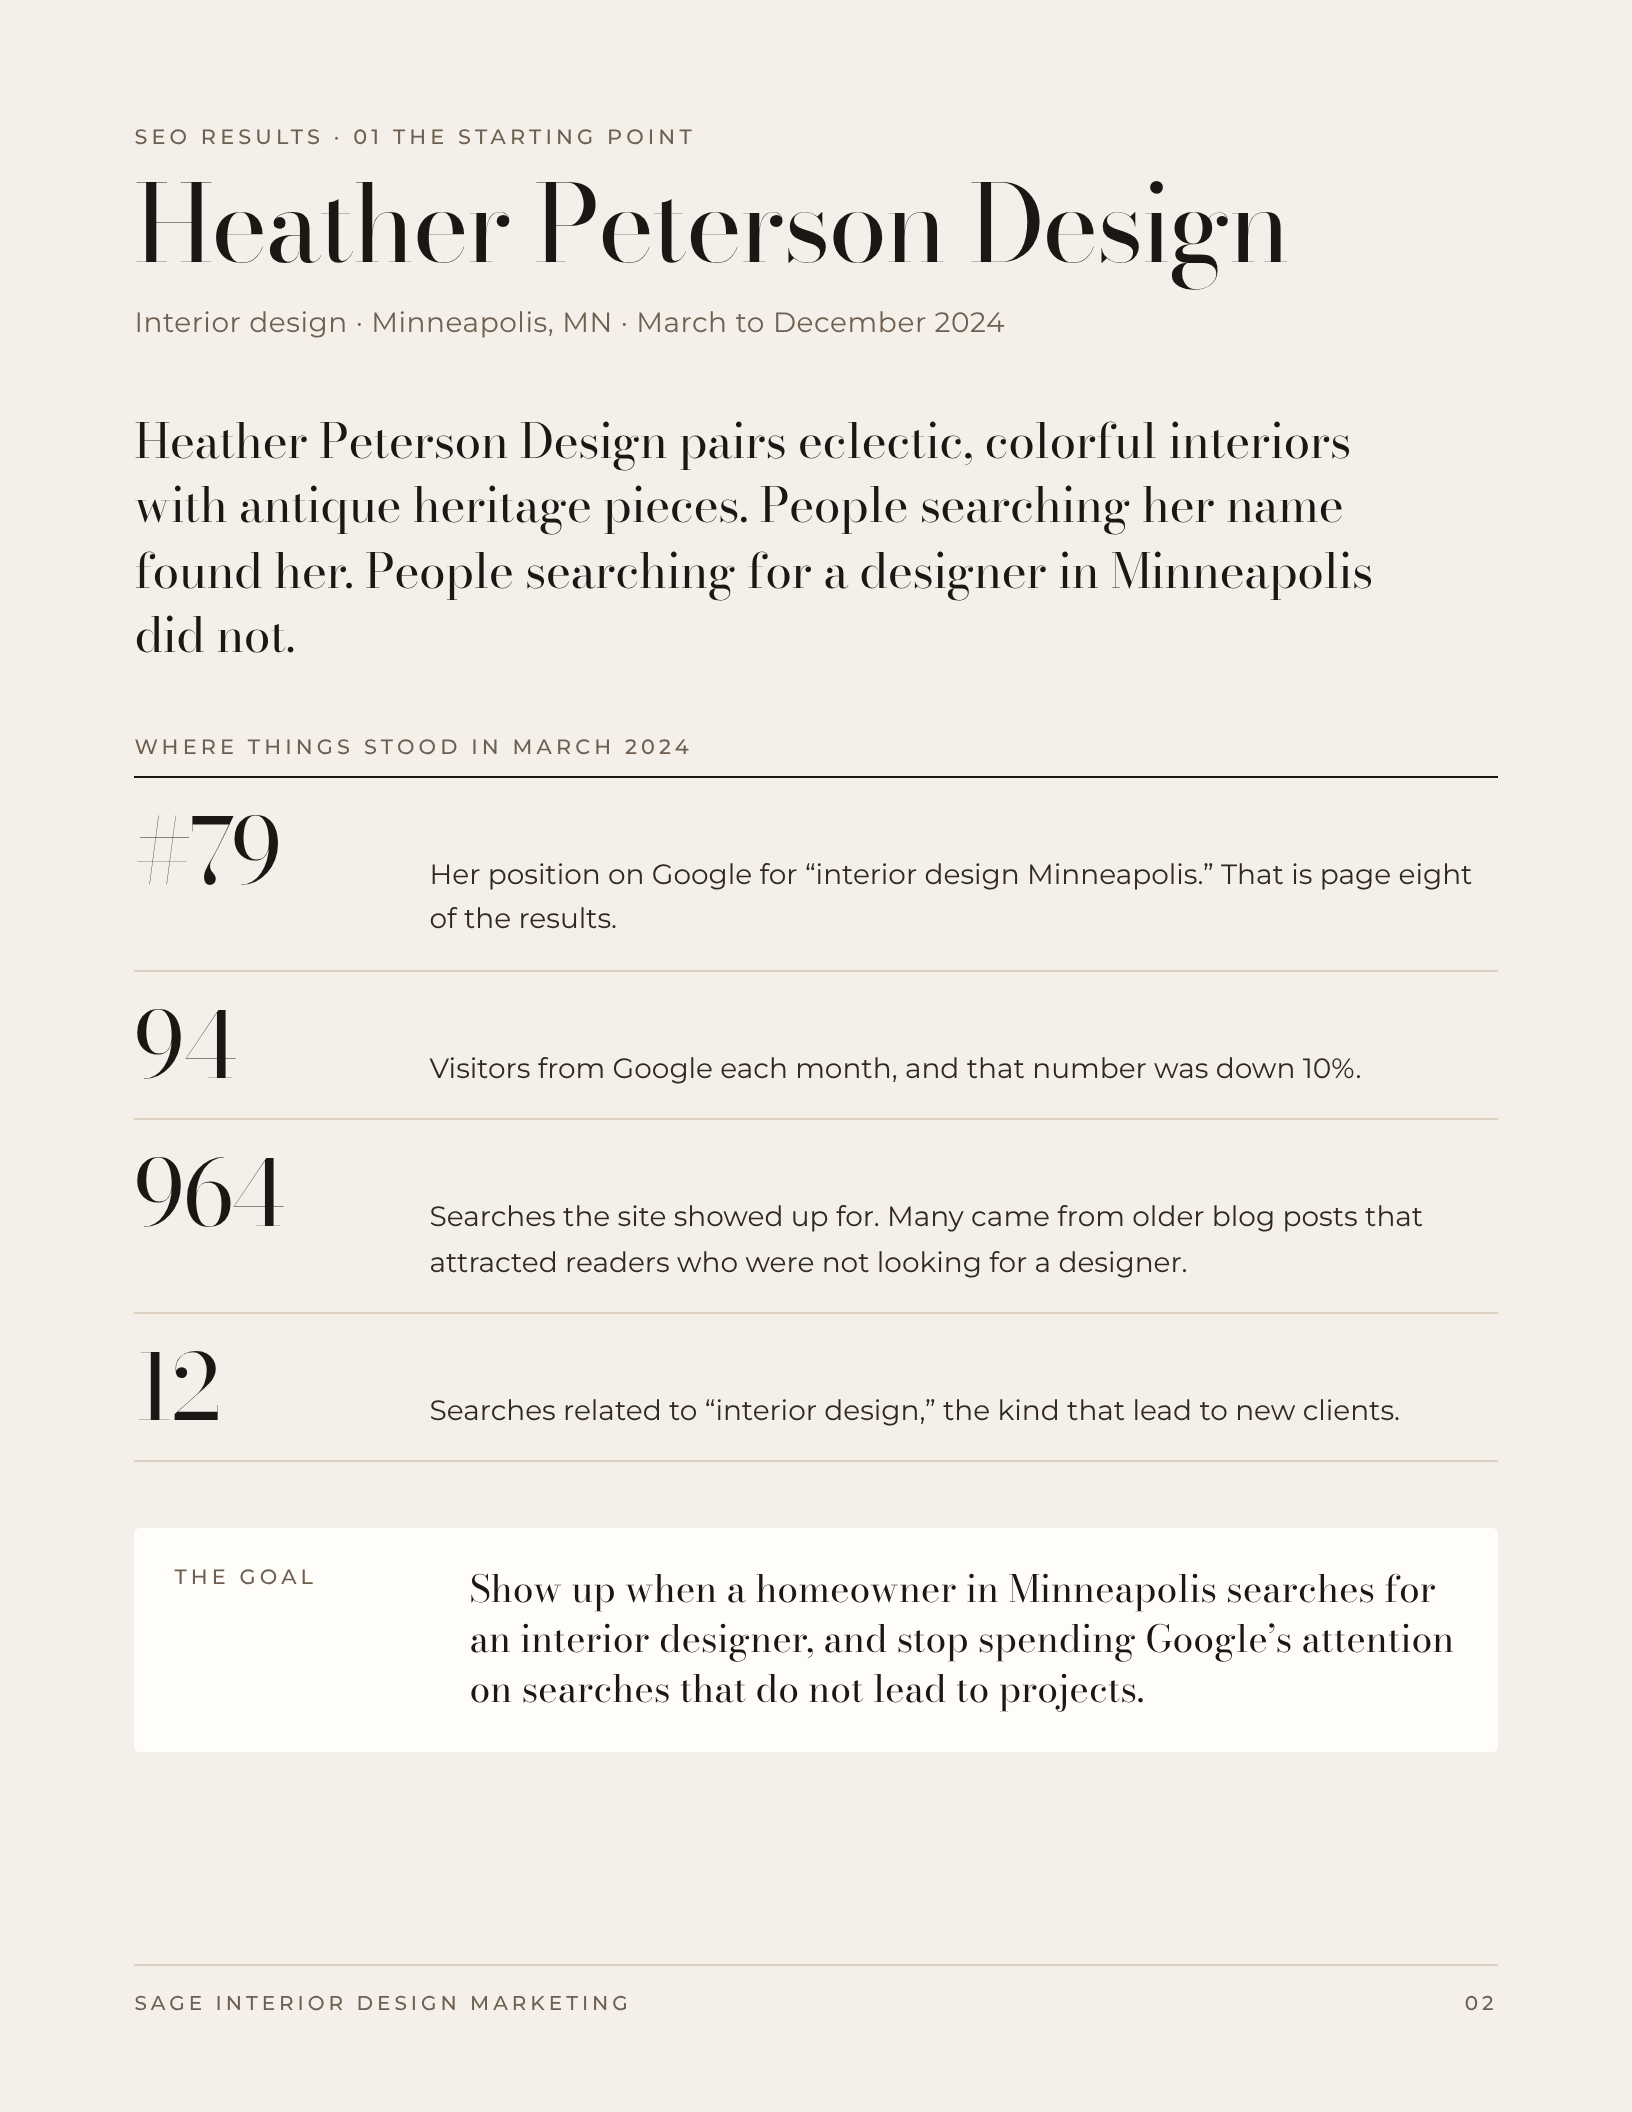 SEO RESULTS · 01 THE STARTING POINT
Heather Peterson Design
Interior design · Minneapolis, MN · March to December 2024
Heather Peterson Design pairs eclectic, colorful interiors
with antique heritage pieces. People searching her name
found her. People searching for a designer in Minneapolis
did not.
WHERE THINGS STOOD IN MARCH 2024
#79
Her position on Google for “interior design Minneapolis.” That is page eight
of the results.
94
Visitors from Google each month, and that number was down 10%.
964
Searches the site showed up for. Many came from older blog posts that
attracted readers who were not looking for a designer.
12
Searches related to “interior design,” the kind that lead to new clients.
THE GOAL
Show up when a homeowner in Minneapolis searches for
an interior designer, and stop spending Google’s attention
on searches that do not lead to projects.
SAGE INTERIOR DESIGN MARKETING
02